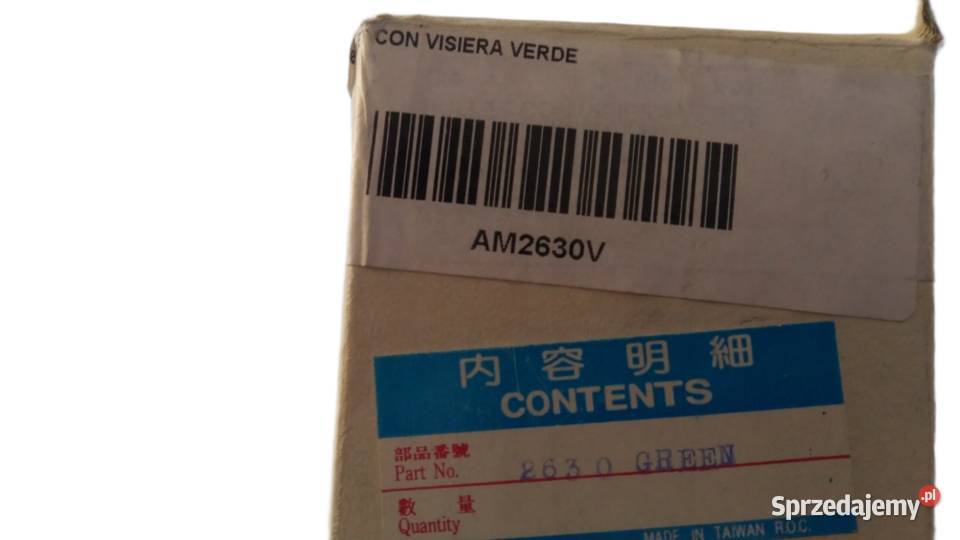 CON VISIERA VERDE
AM2630V
內容明細
CONTENTS
部品番號
Part No. 2630 GREEN
數量
Quantity
MADE IN TAIWAN R.O.C.
Sprzedajemy.pl